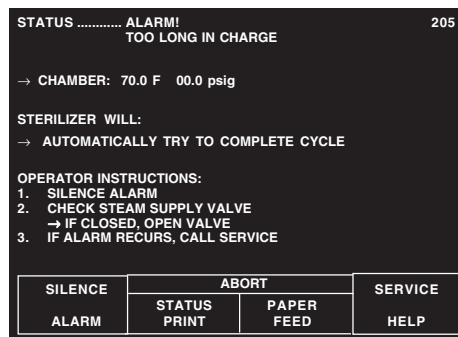 STATUS ............ ALARM! 205
TOO LONG IN CHARGE
→ CHAMBER: 70.0 F 00.0 psig
STERILIZER WILL:
→ AUTOMATICALLY TRY TO COMPLETE CYCLE
OPERATOR INSTRUCTIONS:
1. SILENCE ALARM
2. CHECK STEAM SUPPLY VALVE
→ IF CLOSED, OPEN VALVE
3. IF ALARM RECURS, CALL SERVICE
SILENCE ALARM
ABORT
STATUS PRINT
PAPER FEED
SERVICE HELP